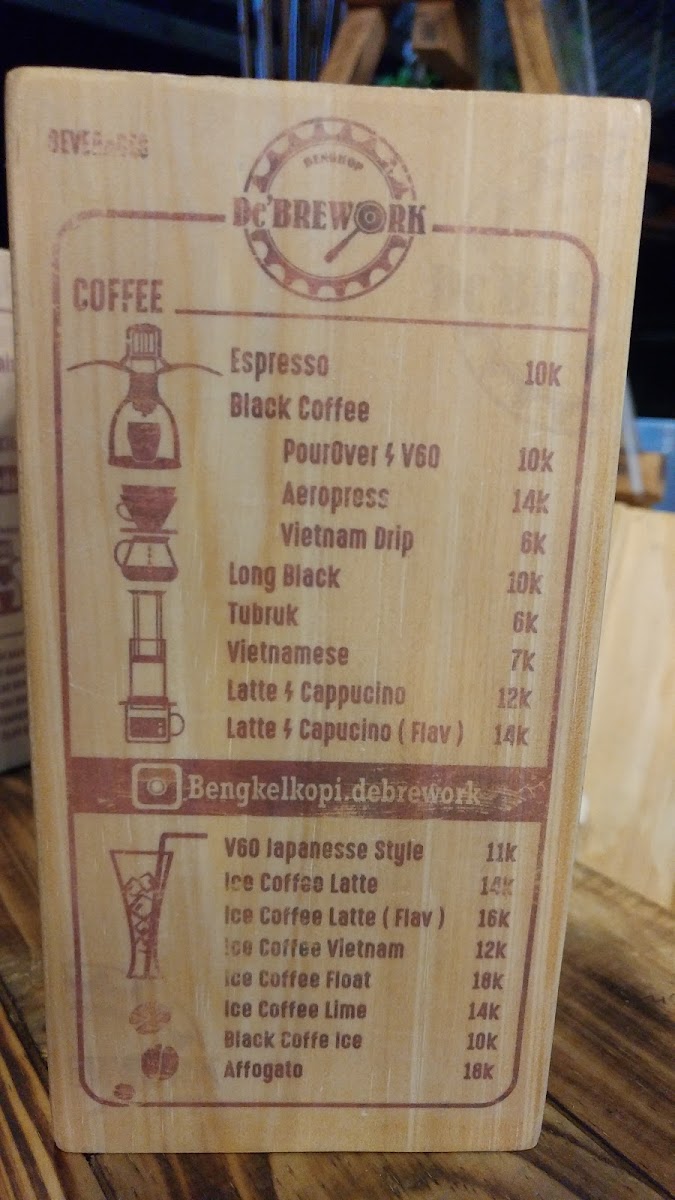 BEVERAGES
BENGKOP
Dc'BREWORK
COFFEE
Espresso 10K
Black Coffee
PourOver & V60 10K
Aeropress 14K
Vietnam Drip 6K
Long Black 10K
Tubruk 6K
Vietnamese 7K
Latte & Cappucino 12K
Latte & Capucino ( Flav ) 14K
Bengkelkopi.debrework
V60 Japanesse Style 11K
Ice Coffee Latte 14K
Ice Coffee Latte ( Flav ) 16K
Ice Coffee Vietnam 12K
Ice Coffee Float 18K
Ice Coffee Lime 14K
Black Coffe Ice 10K
Affogato 18K